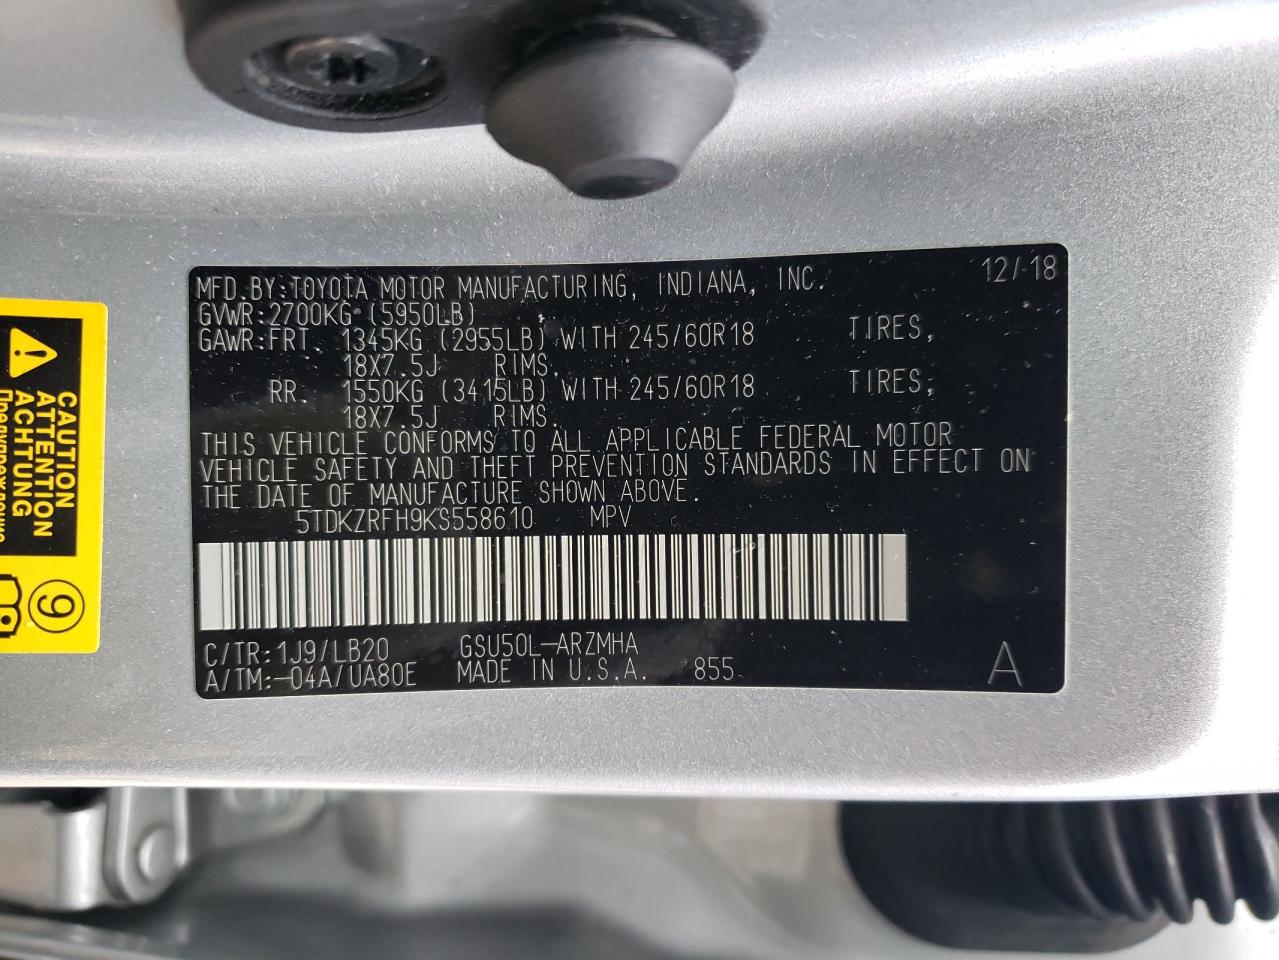 MFD.BY:TOYOTA MOTOR MANUFACTURING, INDIANA, INC. 12/18
GVWR:2700KG (5950LB)
GAWR:FRT. 1345KG (2955LB) WITH 245/60R18 TIRES,
18X7.5J RIMS.
RR. 1550KG (3415LB) WITH 245/60R18 TIRES,
18X7.5J RIMS.
THIS VEHICLE CONFORMS TO ALL APPLICABLE FEDERAL MOTOR
VEHICLE SAFETY AND THEFT PREVENTION STANDARDS IN EFFECT ON
THE DATE OF MANUFACTURE SHOWN ABOVE.
5TDKZRFH9KS558610 MPV
C/TR:1J9/LB20 GSU50L-ARZMHA
A/TM:-04A/UA80E MADE IN U.S.A. 855 A
CAUTION
ATTENTION
ACHTUNG
9